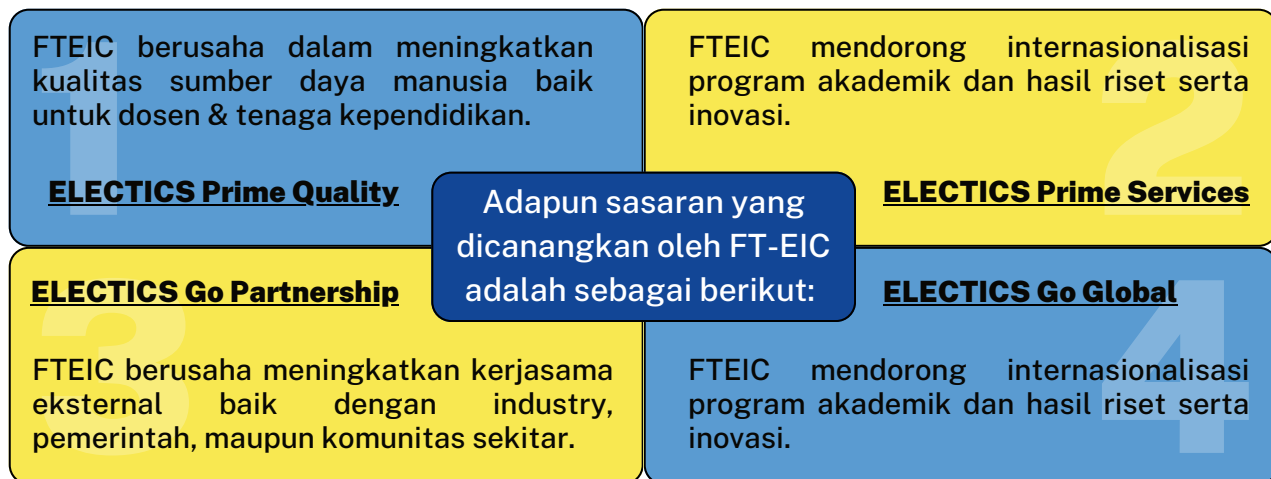 1
FTEIC berusaha dalam meningkatkan
kualitas sumber daya manusia baik
untuk dosen & tenaga kependidikan.
ELECTICS Prime Quality
2
FTEIC mendorong internasionalisasi
program akademik dan hasil riset serta
inovasi.
ELECTICS Prime Services
Adapun sasaran yang
dicanangkan oleh FT-EIC
adalah sebagai berikut:
3
ELECTICS Go Partnership
FTEIC berusaha meningkatkan kerjasama
eksternal baik dengan industry,
pemerintah, maupun komunitas sekitar.
4
ELECTICS Go Global
FTEIC mendorong internasionalisasi
program akademik dan hasil riset serta
inovasi.